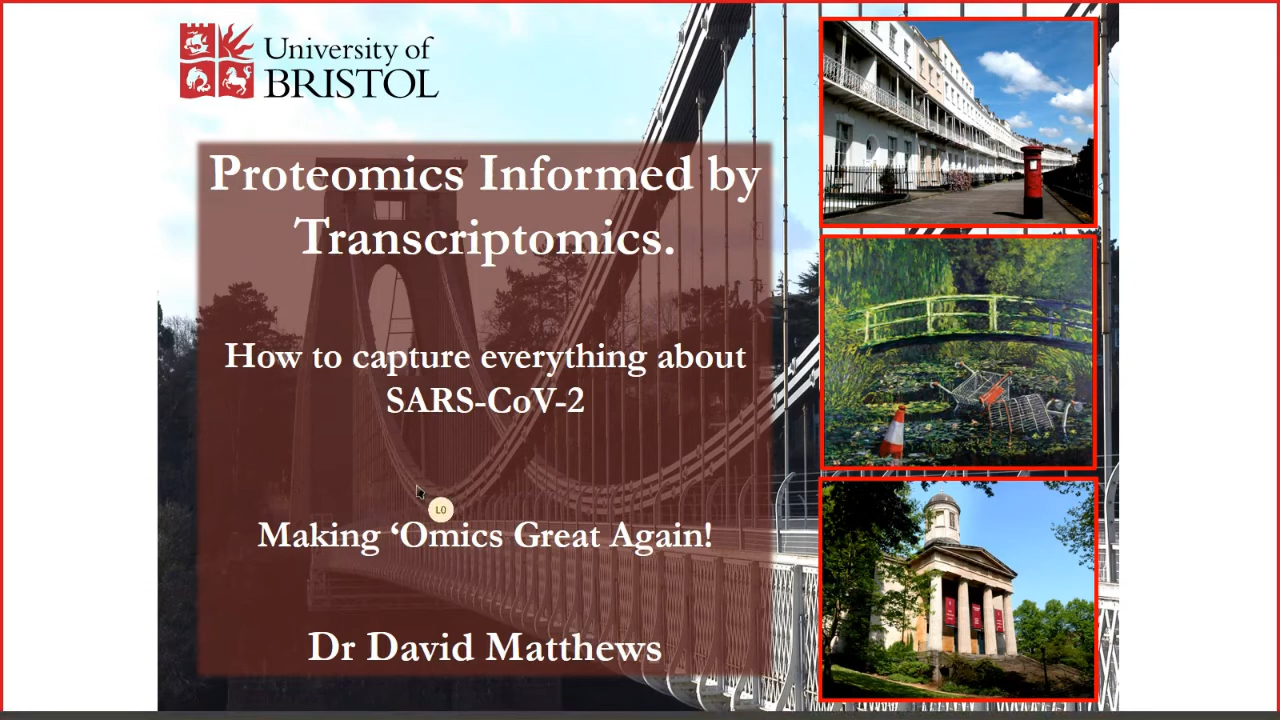 University of
BRISTOL
Proteomics Informed by
Transcriptomics.
How to capture everything about
SARS-CoV-2
LO
Making ‘Omics Great Again!
Dr David Matthews